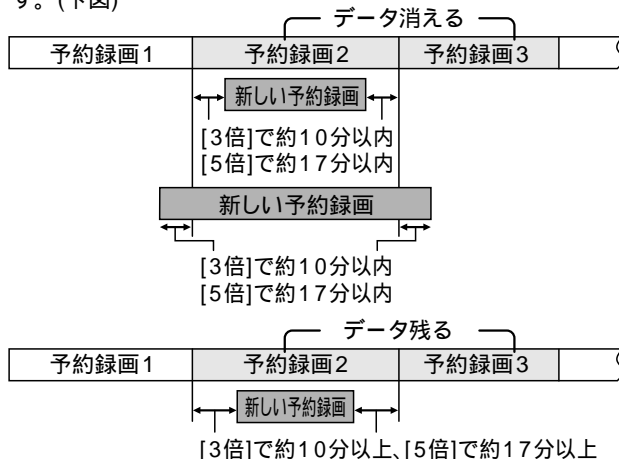 す。(下図)
データ消える
予約録画1 予約録画2 予約録画3
新しい予約録画
[3倍]で約10分以内
[5倍]で約17分以内
新しい予約録画
[3倍]で約10分以内
[5倍]で約17分以内
データ残る
予約録画1 予約録画2 予約録画3
新しい予約録画
[3倍]で約10分以上、[5倍]で約17分以上